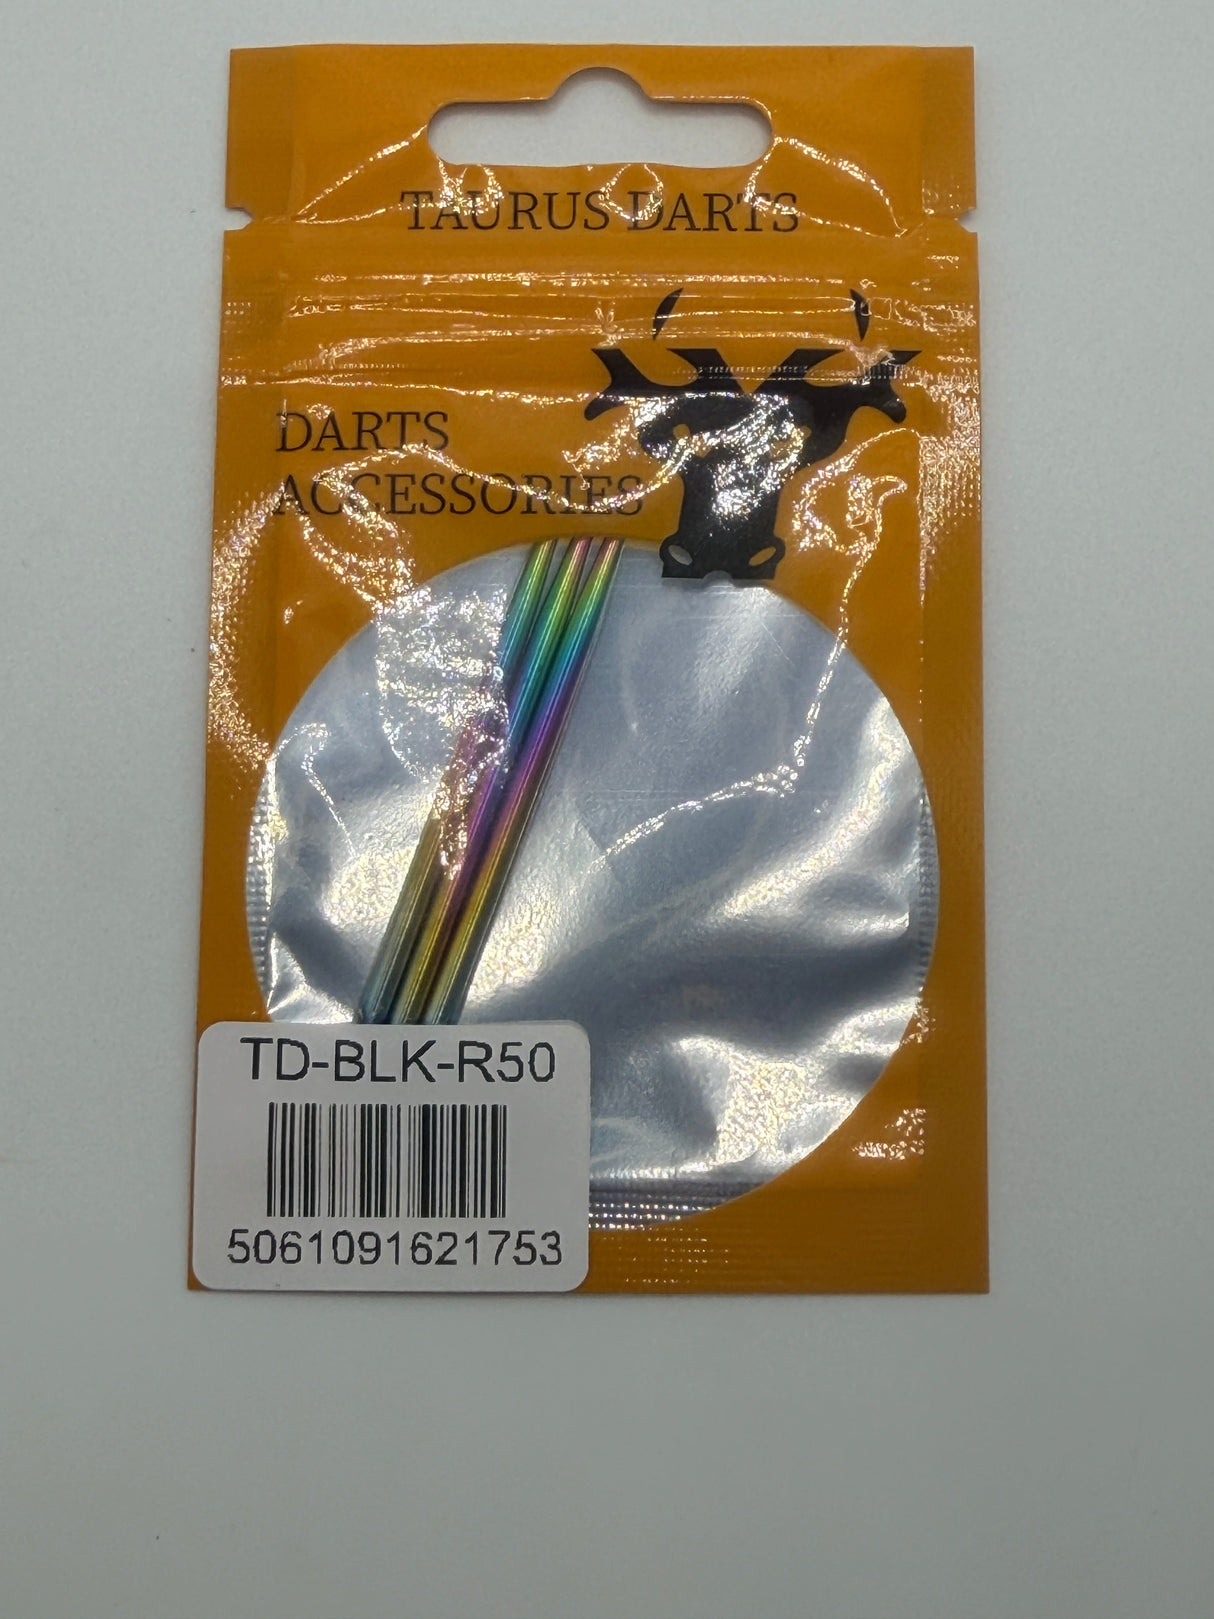 TAURUS DARTS
DARTS
ACCESSORIES
TD-BLK-R50
5061091621753